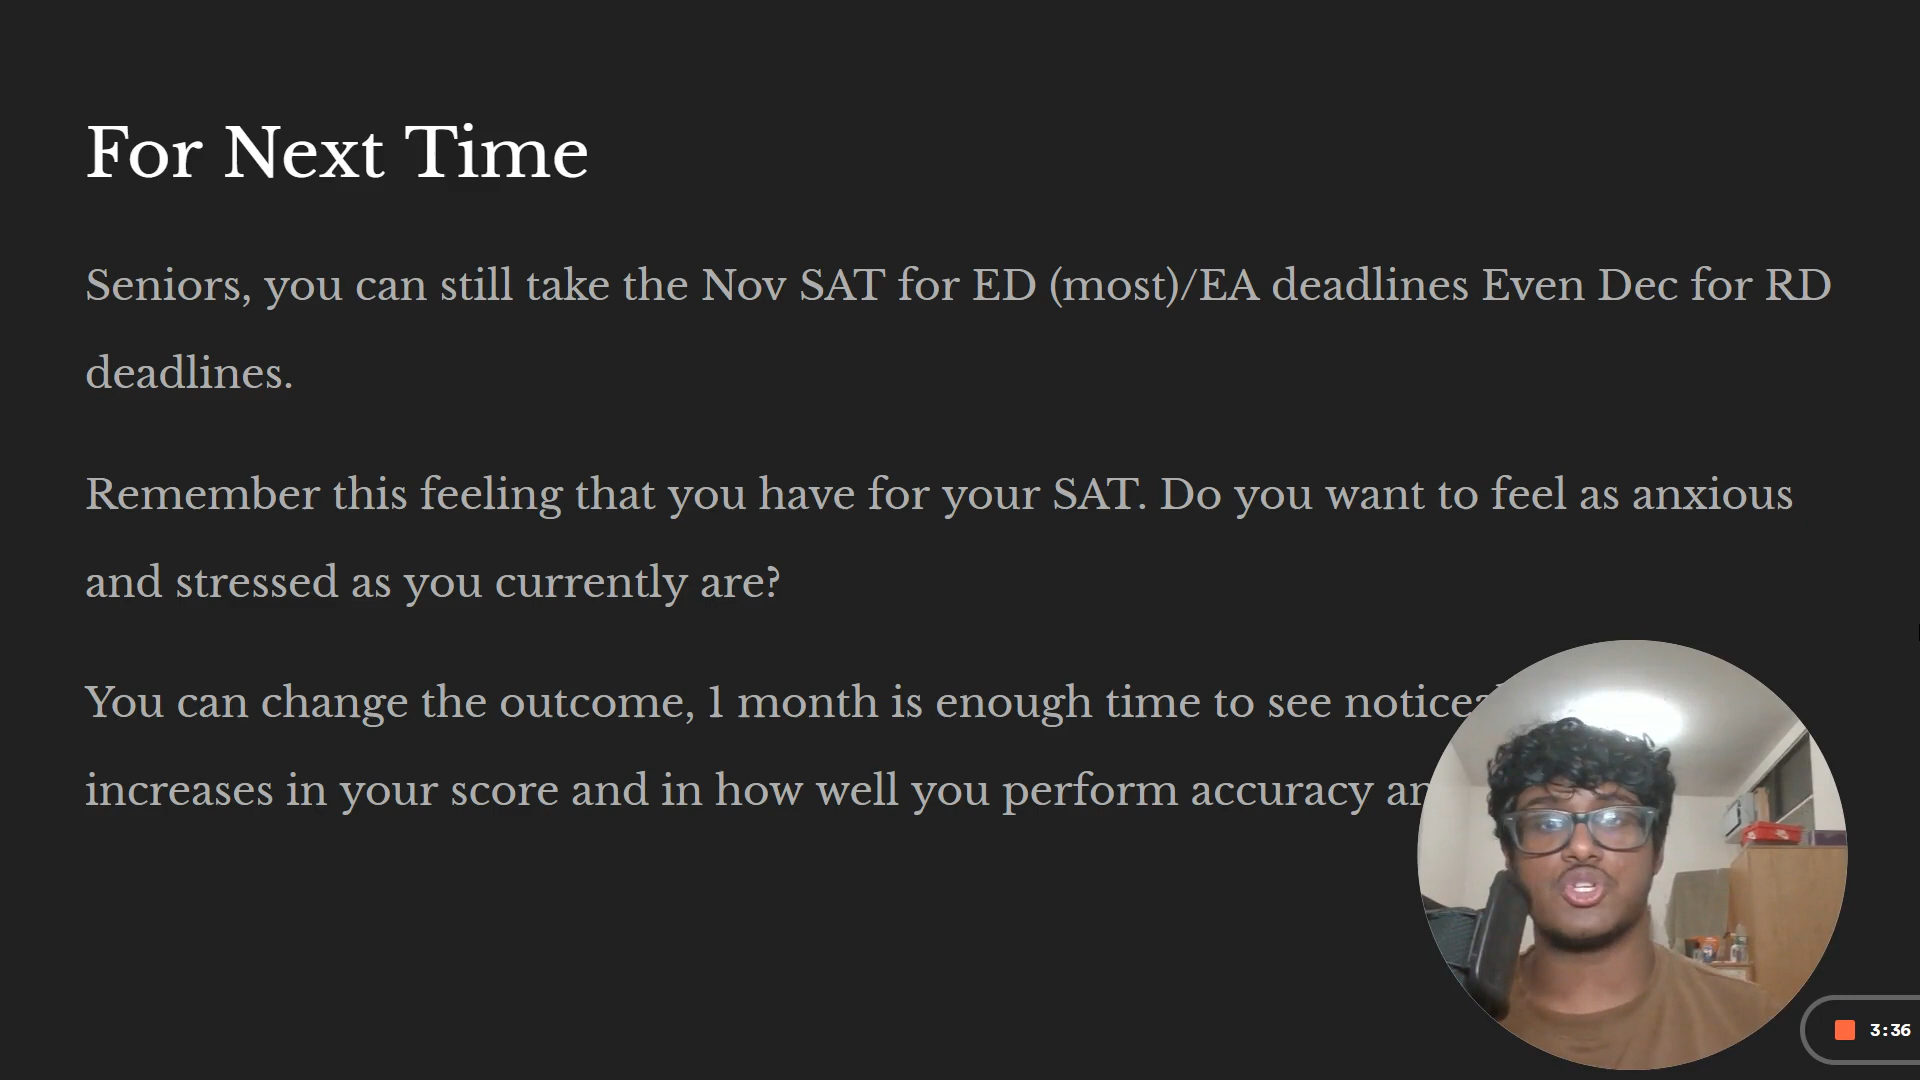 For Next Time
Seniors, you can still take the Nov SAT for ED (most)/EA deadlines Even Dec for RD
deadlines.
Remember this feeling that you have for your SAT. Do you want to feel as anxious
and stressed as you currently are?
You can change the outcome, 1 month is enough time to see
increases in your score and in how well you perform accuracy
3:36